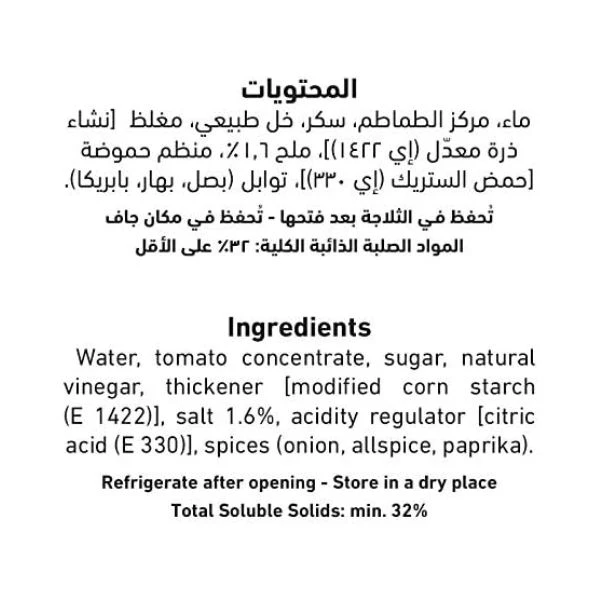 المحتويات
ماء، مركز الطماطم، سكر، خل طبيعي، مغلظ [نشاء
ذرة معدّل (إي ١٤٢٢)]، ملح ١,٦٪، منظم حموضة
[حمض الستريك (إي ٣٣٠)]، توابل (بصل، بهار، بابريكا).
تُحفظ في الثلاجة بعد فتحها - تُحفظ في مكان جاف
المواد الصلبة الذائبة الكلية: ٣٢٪ على الأقل
Ingredients
Water, tomato concentrate, sugar, natural
vinegar, thickener [modified corn starch
(E 1422)], salt 1.6%, acidity regulator [citric
acid (E 330)], spices (onion, allspice, paprika).
Refrigerate after opening - Store in a dry place
Total Soluble Solids: min. 32%